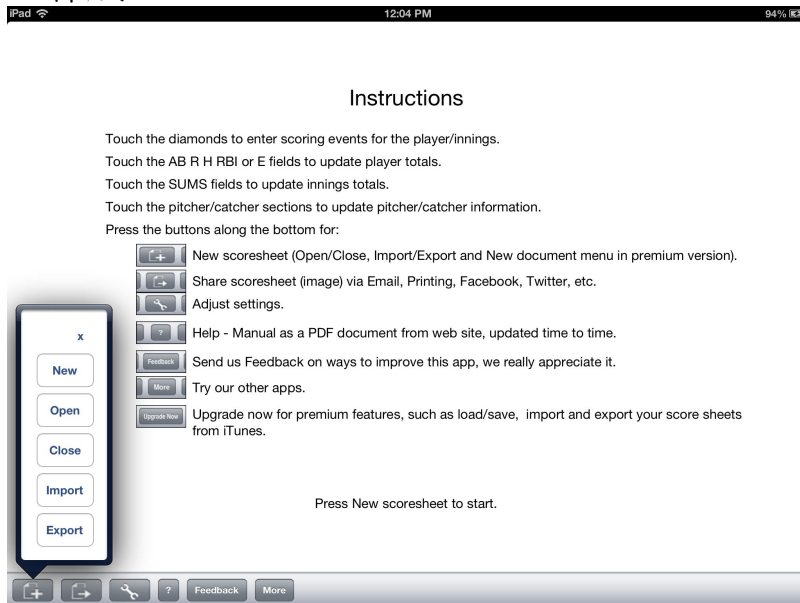 iPad 12:04 PM 94%
Instructions
Touch the diamonds to enter scoring events for the player/innings.
Touch the AB R H RBI or E fields to update player totals.
Touch the SUMS fields to update innings totals.
Touch the pitcher/catcher sections to update pitcher/catcher information.
Press the buttons along the bottom for:
New scoresheet (Open/Close, Import/Export and New document menu in premium version).
Share scoresheet (image) via Email, Printing, Facebook, Twitter, etc.
Adjust settings.
? Help - Manual as a PDF document from web site, updated time to time.
Feedback Send us Feedback on ways to improve this app, we really appreciate it.
More Try our other apps.
Upgrade Now Upgrade now for premium features, such as load/save, import and export your score sheets
from iTunes.
x
New
Open
Close
Import
Export
Press New scoresheet to start.
? Feedback More